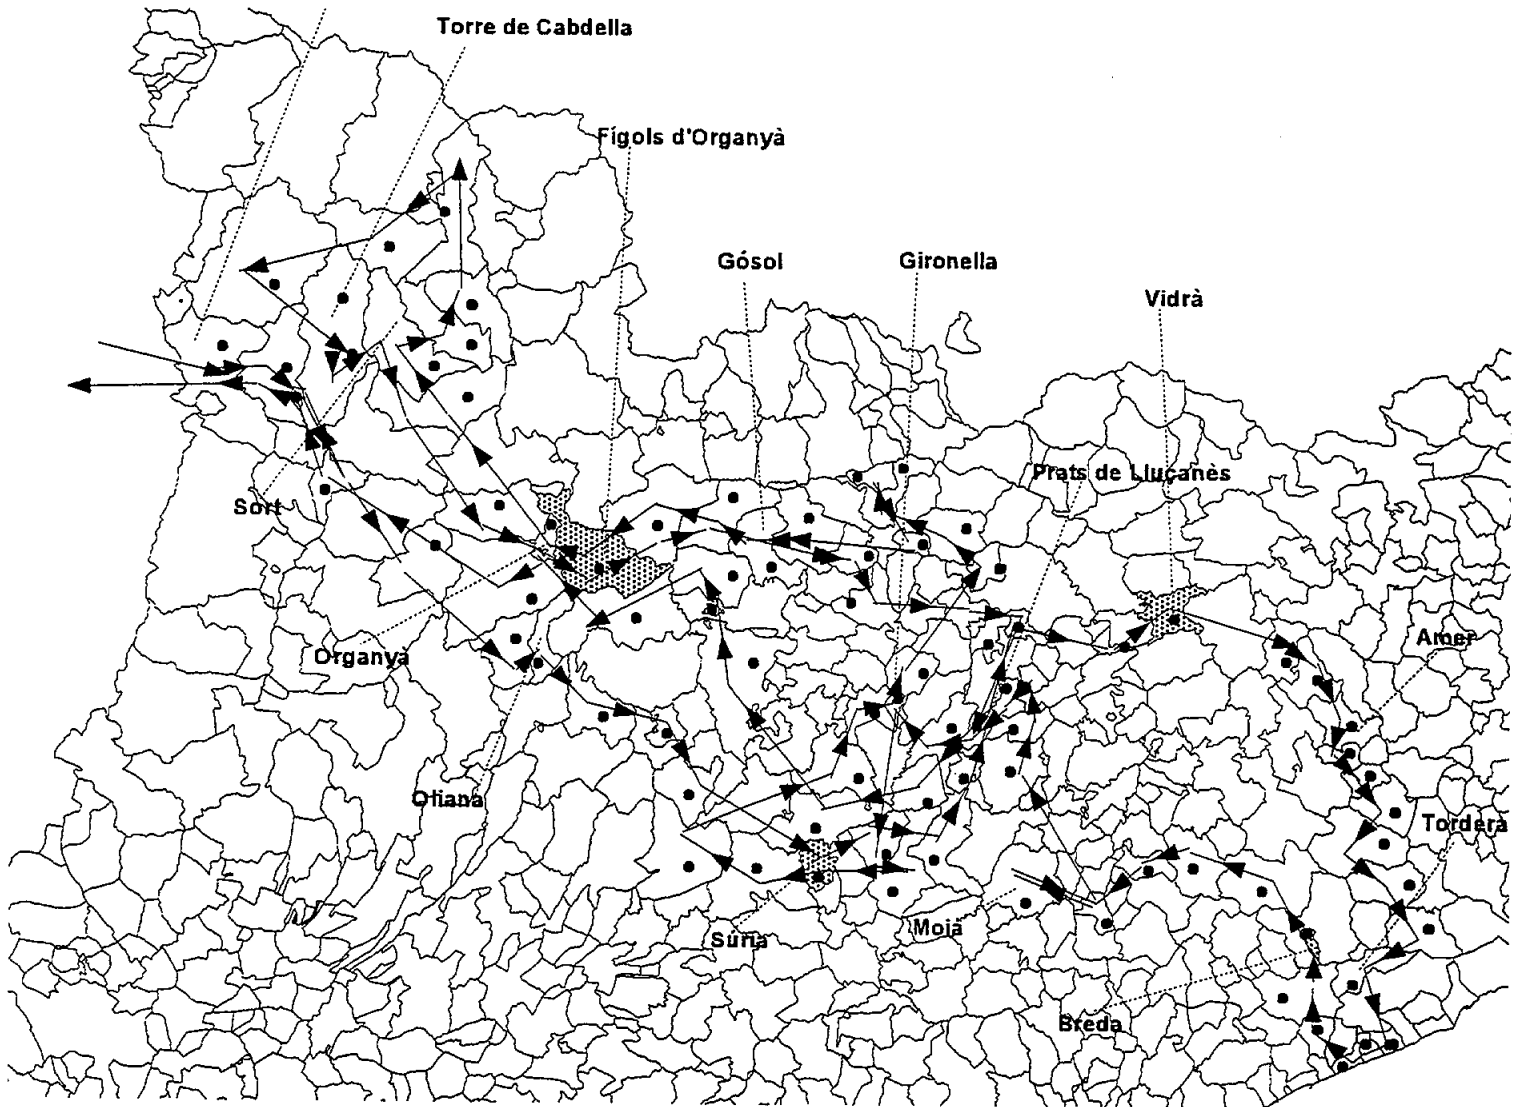 Torre de Cabdella
Fígols d'Organyà
Gósol
Gironella
Vidrà
Prats de Lluçanès
Sort
Amer
Organyà
Oliana
Tordera
Súria
Moià
Breda